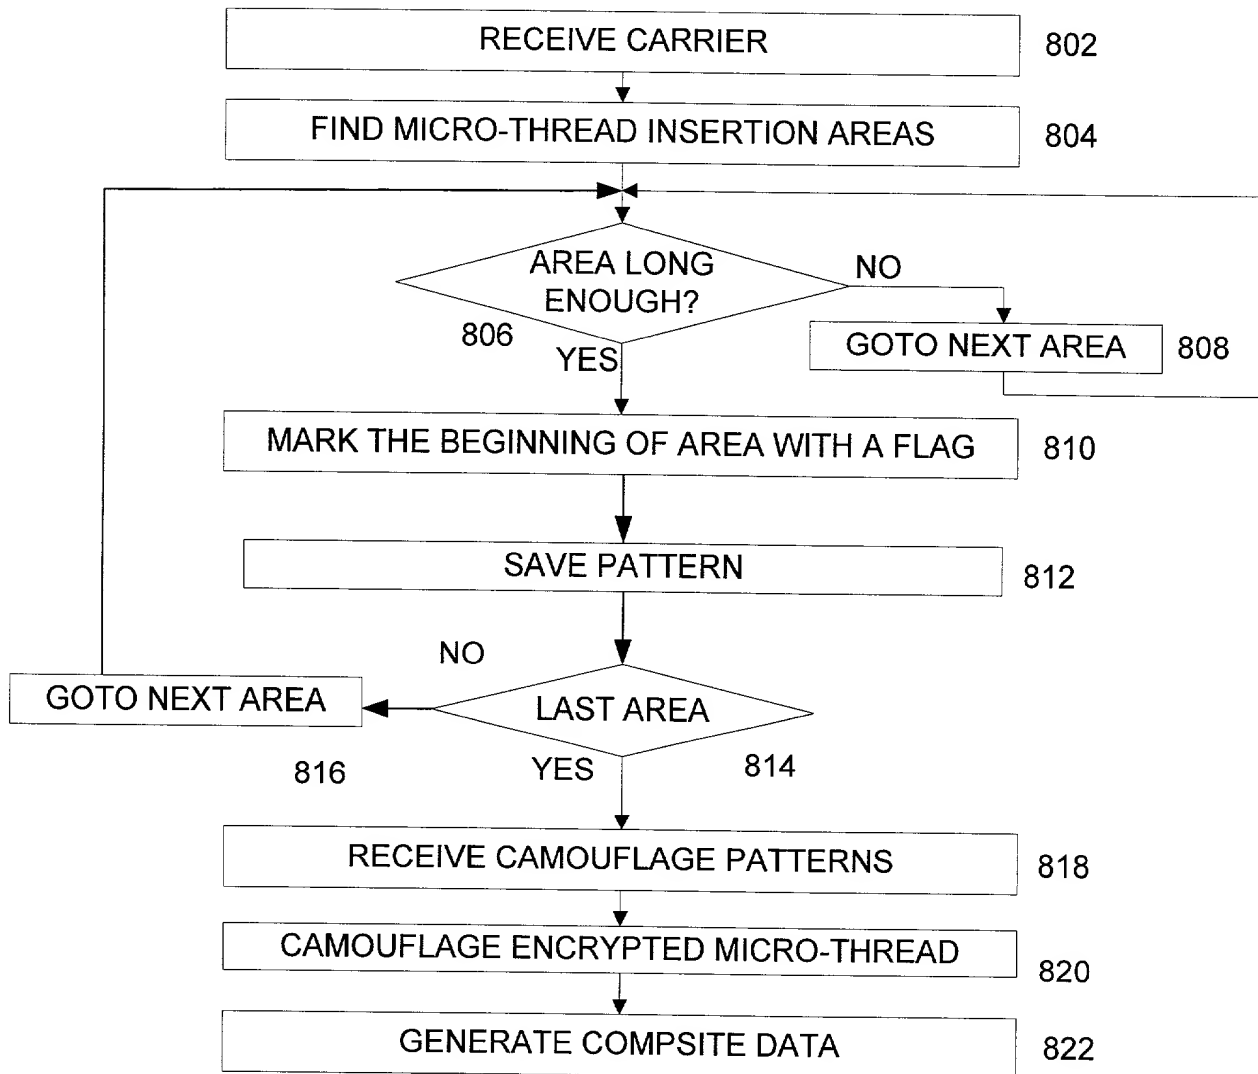 RECEIVE CARRIER
802
FIND MICRO-THREAD INSERTION AREAS
804
AREA LONG
ENOUGH?
NO
806
YES
GOTO NEXT AREA
808
MARK THE BEGINNING OF AREA WITH A FLAG
810
SAVE PATTERN
812
NO
GOTO NEXT AREA
LAST AREA
816
YES
814
RECEIVE CAMOUFLAGE PATTERNS
818
CAMOUFLAGE ENCRYPTED MICRO-THREAD
820
GENERATE COMPSITE DATA
822